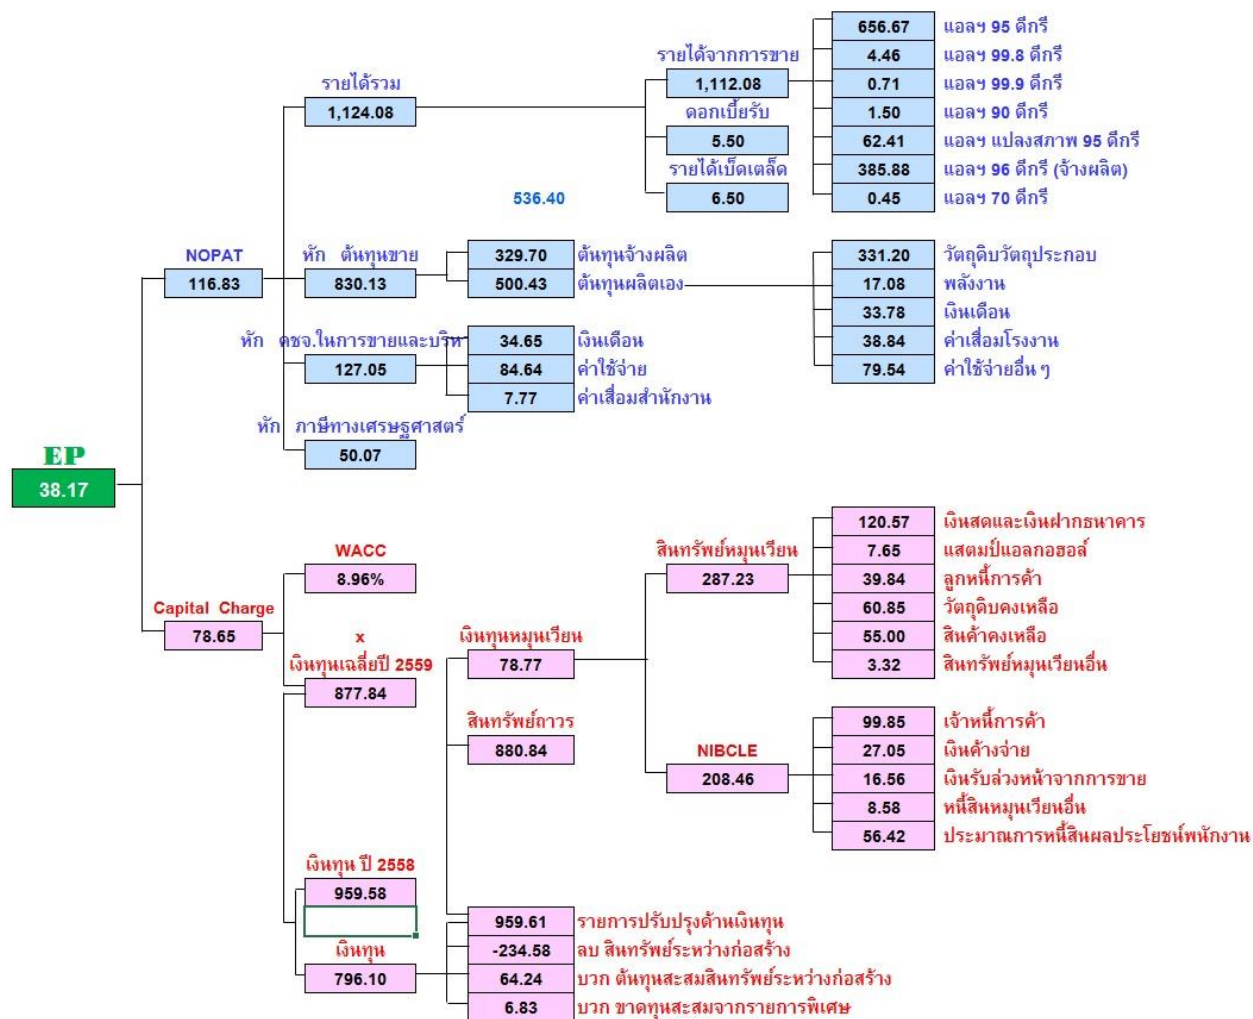 656.67 แอลฯ 95 ดีกรี
รายได้จากการขาย 4.46 แอลฯ 99.8 ดีกรี
รายได้รวม 1,112.08 0.71 แอลฯ 99.9 ดีกรี
1,124.08 ดอกเบี้ยรับ 1.50 แอลฯ 90 ดีกรี
5.50 62.41 แอลฯ แปลงสภาพ 95 ดีกรี
รายได้เบ็ดเตล็ด 385.88 แอลฯ 96 ดีกรี (จ้างผลิต)
536.40 6.50 0.45 แอลฯ 70 ดีกรี
NOPAT หัก ต้นทุนขาย 329.70 ต้นทุนจ้างผลิต 331.20 วัตถุดิบวัตถุประกอบ
116.83 830.13 500.43 ต้นทุนผลิตเอง 17.08 พลังงาน
33.78 เงินเดือน
หัก คชจ.ในการขายและบริห 34.65 เงินเดือน 38.84 ค่าเสื่อมโรงงาน
127.05 84.64 ค่าใช้จ่าย 79.54 ค่าใช้จ่ายอื่น ๆ
7.77 ค่าเสื่อมสำนักงาน
หัก ภาษีทางเศรษฐศาสตร์
50.07
EP
38.17
120.57 เงินสดและเงินฝากธนาคาร
WACC สินทรัพย์หมุนเวียน 7.65 แสตมป์แอลกอฮอล์
8.96% 287.23 39.84 ลูกหนี้การค้า
Capital Charge 60.85 วัตถุดิบคงเหลือ
78.65 x เงินทุนหมุนเวียน 55.00 สินค้าคงเหลือ
เงินทุนเฉลี่ยปี 2559 78.77 3.32 สินทรัพย์หมุนเวียนอื่น
877.84
สินทรัพย์ถาวร 99.85 เจ้าหนี้การค้า
880.84 NIBCLE 27.05 เงินค้างจ่าย
208.46 16.56 เงินรับล่วงหน้าจากการขาย
8.58 หนี้สินหมุนเวียนอื่น
56.42 ประมาณการหนี้สินผลประโยชน์พนักงาน
เงินทุน ปี 2558
959.58
959.61 รายการปรับปรุงด้านเงินทุน
เงินทุน -234.58 ลบ สินทรัพย์ระหว่างก่อสร้าง
796.10 64.24 บวก ต้นทุนสะสมสินทรัพย์ระหว่างก่อสร้าง
6.83 บวก ขาดทุนสะสมจากรายการพิเศษ